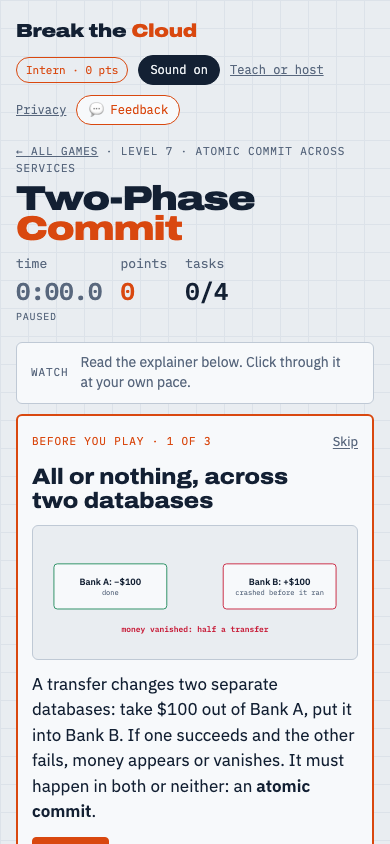 Break the Cloud
Intern · 0 pts
Sound on
Teach or host
Privacy
💬 Feedback
← ALL GAMES · LEVEL 7 · ATOMIC COMMIT ACROSS
SERVICES
Two-Phase
Commit
time points tasks
0:00.0 0 0/4
PAUSED
WATCH
Read the explainer below. Click through it
at your own pace.
BEFORE YOU PLAY · 1 OF 3
Skip
All or nothing, across
two databases
Bank A: −$100
done
Bank B: +$100
crashed before it ran
money vanished: half a transfer
A transfer changes two separate
databases: take $100 out of Bank A, put it
into Bank B. If one succeeds and the other
fails, money appears or vanishes. It must
happen in both or neither: an atomic
commit.